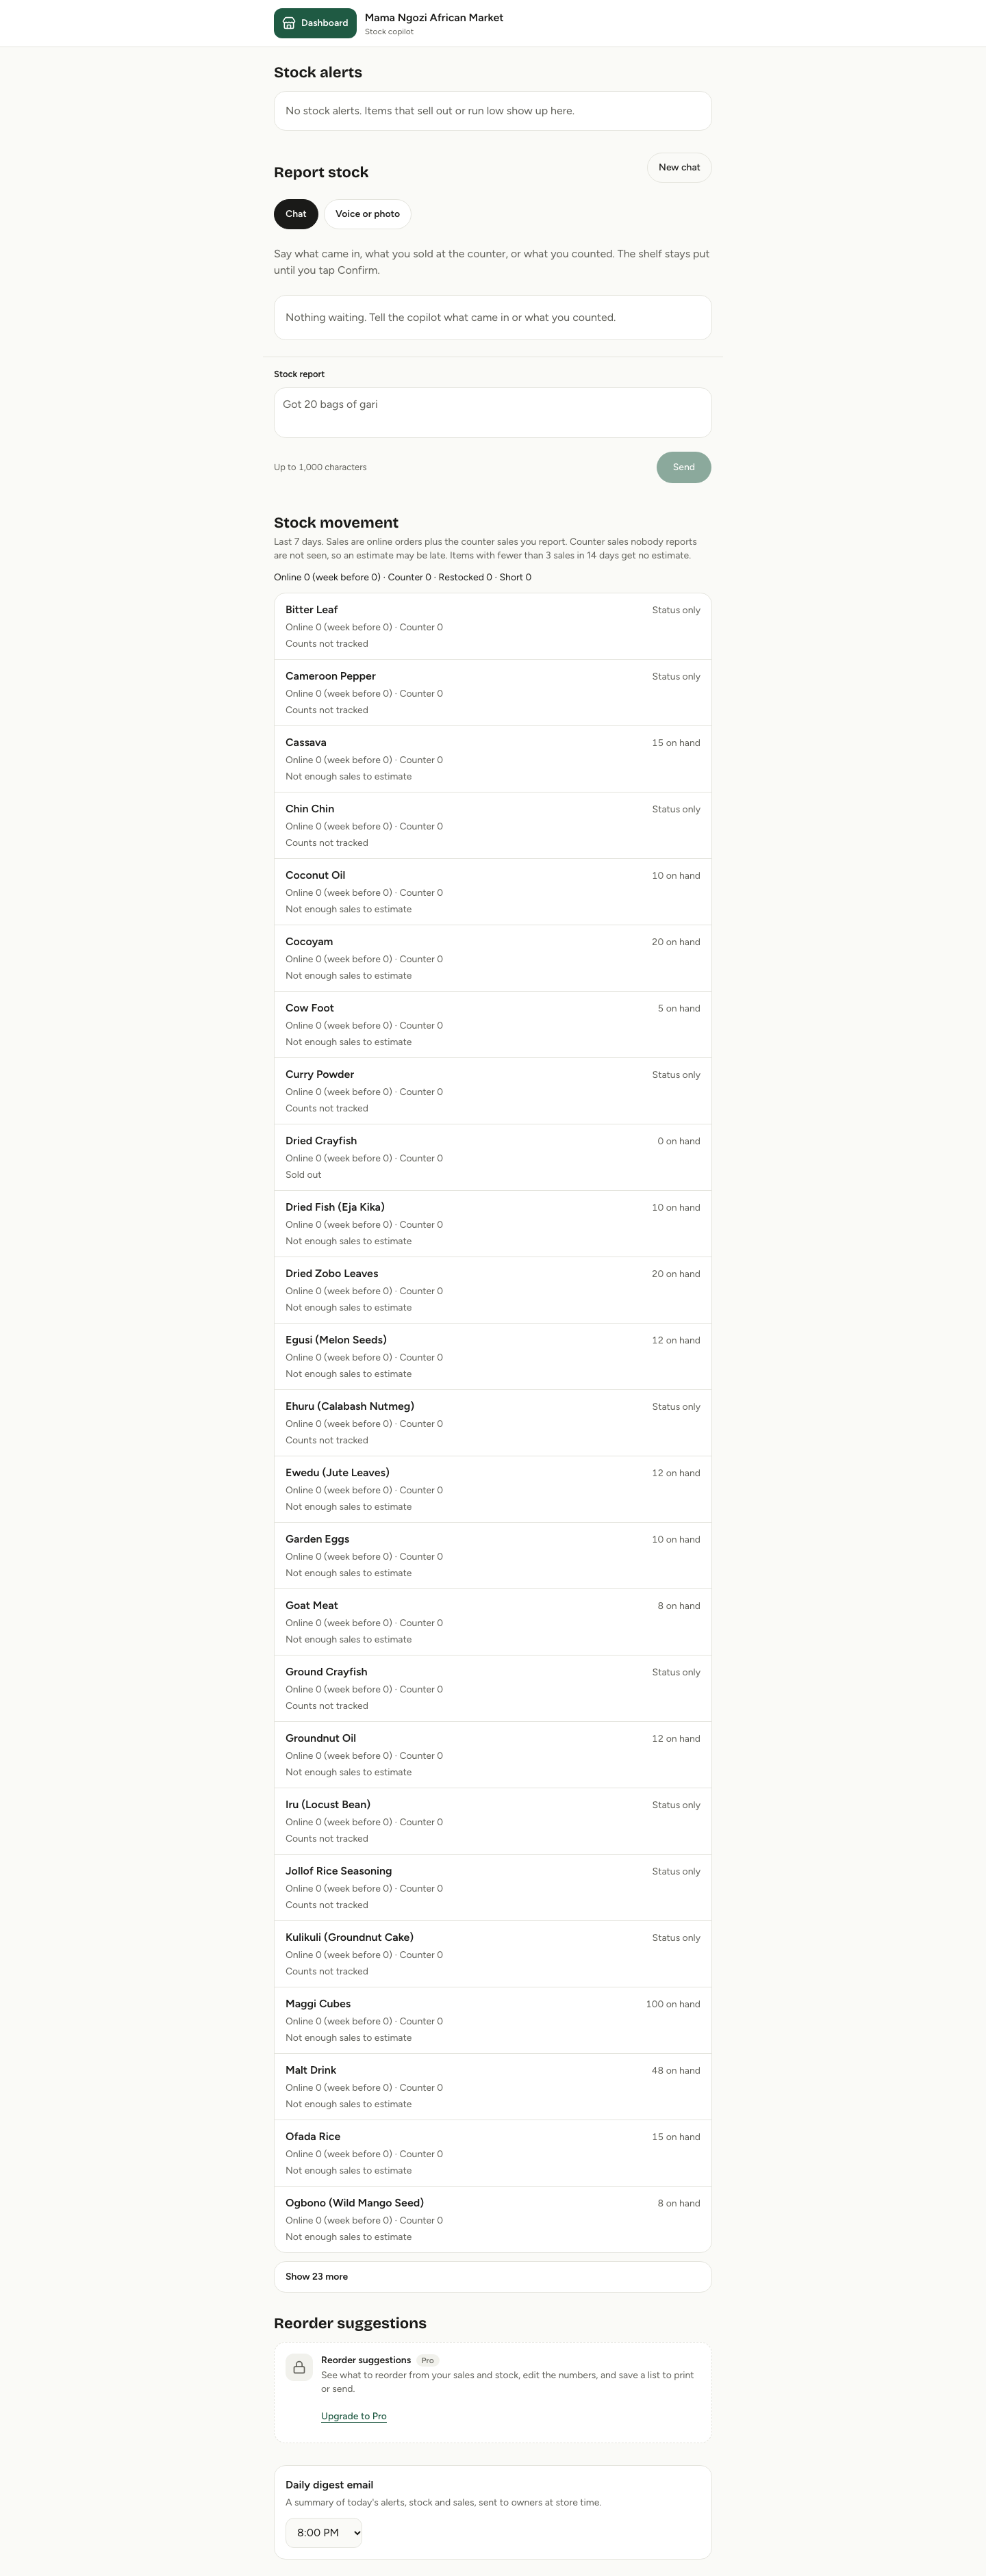 Dashboard
Mama Ngozi African Market
Stock copilot
Stock alerts
No stock alerts. Items that sell out or run low show up here.
Report stock
New chat
Chat
Voice or photo
Say what came in, what you sold at the counter, or what you counted. The shelf stays put
until you tap Confirm.
Nothing waiting. Tell the copilot what came in or what you counted.
Stock report
Got 20 bags of gari
Up to 1,000 characters
Send
Stock movement
Last 7 days. Sales are online orders plus the counter sales you report. Counter sales nobody reports
are not seen, so an estimate may be late. Items with fewer than 3 sales in 14 days get no estimate.
Online 0 (week before 0) · Counter 0 · Restocked 0 · Short 0
Bitter Leaf
Status only
Online 0 (week before 0) · Counter 0
Counts not tracked
Cameroon Pepper
Status only
Online 0 (week before 0) · Counter 0
Counts not tracked
Cassava
15 on hand
Online 0 (week before 0) · Counter 0
Not enough sales to estimate
Chin Chin
Status only
Online 0 (week before 0) · Counter 0
Counts not tracked
Coconut Oil
10 on hand
Online 0 (week before 0) · Counter 0
Not enough sales to estimate
Cocoyam
20 on hand
Online 0 (week before 0) · Counter 0
Not enough sales to estimate
Cow Foot
5 on hand
Online 0 (week before 0) · Counter 0
Not enough sales to estimate
Curry Powder
Status only
Online 0 (week before 0) · Counter 0
Counts not tracked
Dried Crayfish
0 on hand
Online 0 (week before 0) · Counter 0
Sold out
Dried Fish (Eja Kika)
10 on hand
Online 0 (week before 0) · Counter 0
Not enough sales to estimate
Dried Zobo Leaves
20 on hand
Online 0 (week before 0) · Counter 0
Not enough sales to estimate
Egusi (Melon Seeds)
12 on hand
Online 0 (week before 0) · Counter 0
Not enough sales to estimate
Ehuru (Calabash Nutmeg)
Status only
Online 0 (week before 0) · Counter 0
Counts not tracked
Ewedu (Jute Leaves)
12 on hand
Online 0 (week before 0) · Counter 0
Not enough sales to estimate
Garden Eggs
10 on hand
Online 0 (week before 0) · Counter 0
Not enough sales to estimate
Goat Meat
8 on hand
Online 0 (week before 0) · Counter 0
Not enough sales to estimate
Ground Crayfish
Status only
Online 0 (week before 0) · Counter 0
Counts not tracked
Groundnut Oil
12 on hand
Online 0 (week before 0) · Counter 0
Not enough sales to estimate
Iru (Locust Bean)
Status only
Online 0 (week before 0) · Counter 0
Counts not tracked
Jollof Rice Seasoning
Status only
Online 0 (week before 0) · Counter 0
Counts not tracked
Kulikuli (Groundnut Cake)
Status only
Online 0 (week before 0) · Counter 0
Counts not tracked
Maggi Cubes
100 on hand
Online 0 (week before 0) · Counter 0
Not enough sales to estimate
Malt Drink
48 on hand
Online 0 (week before 0) · Counter 0
Not enough sales to estimate
Ofada Rice
15 on hand
Online 0 (week before 0) · Counter 0
Not enough sales to estimate
Ogbono (Wild Mango Seed)
8 on hand
Online 0 (week before 0) · Counter 0
Not enough sales to estimate
Show 23 more
Reorder suggestions
Reorder suggestions Pro
See what to reorder from your sales and stock, edit the numbers, and save a list to print
or send.
Upgrade to Pro
Daily digest email
A summary of today's alerts, stock and sales, sent to owners at store time.
8:00 PM